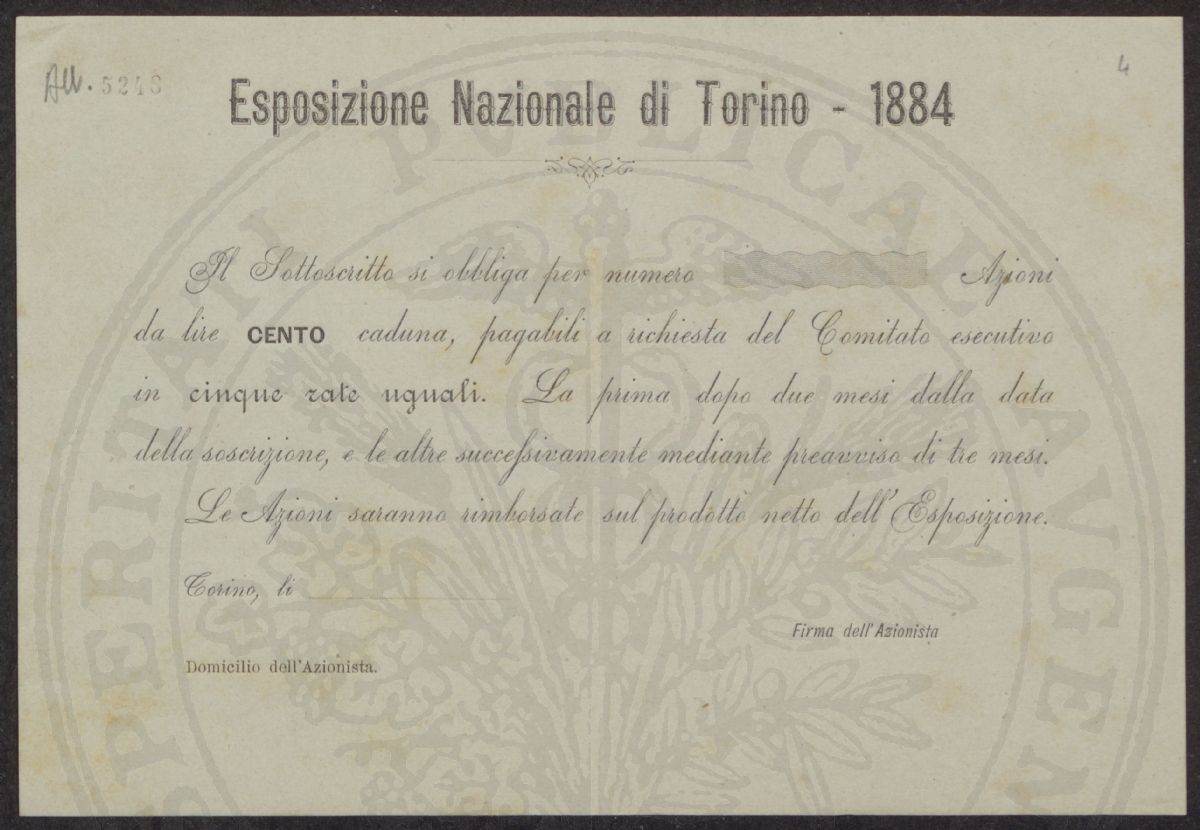 All. 5248
4
Esposizione Nazionale di Torino - 1884
Il Sottoscritto si obbliga per numero Azioni
da lire CENTO caduna, pagabili a richiesta del Comitato esecutivo
in cinque rate uguali. La prima dopo due mesi dalla data
della soscrizione, e le altre successivamente mediante preavviso di tre mesi.
Le Azioni saranno rimborsate sul prodotto netto dell'Esposizione.
Torino, li
Firma dell'Azionista
Domicilio dell'Azionista.
PERITATI PVBLICAE AVGEN